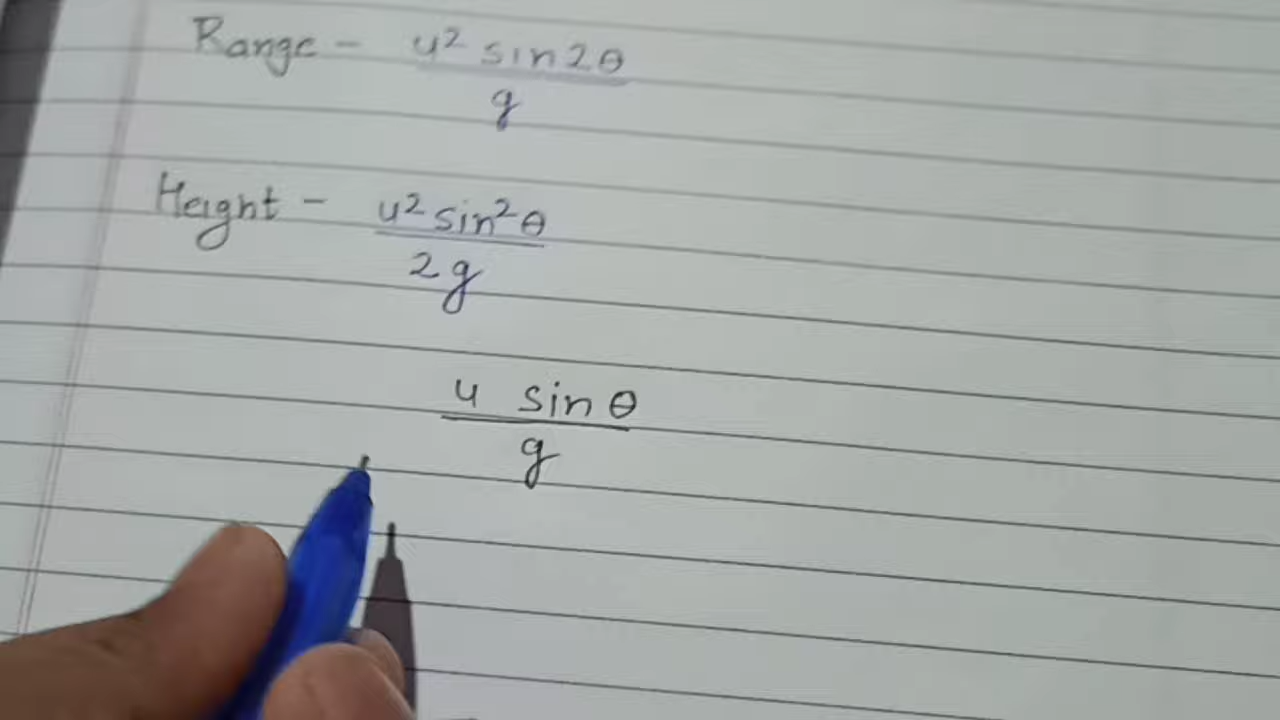 Range - u² sin2θ
g
Height - u² sin²θ
2g
u sinθ
g